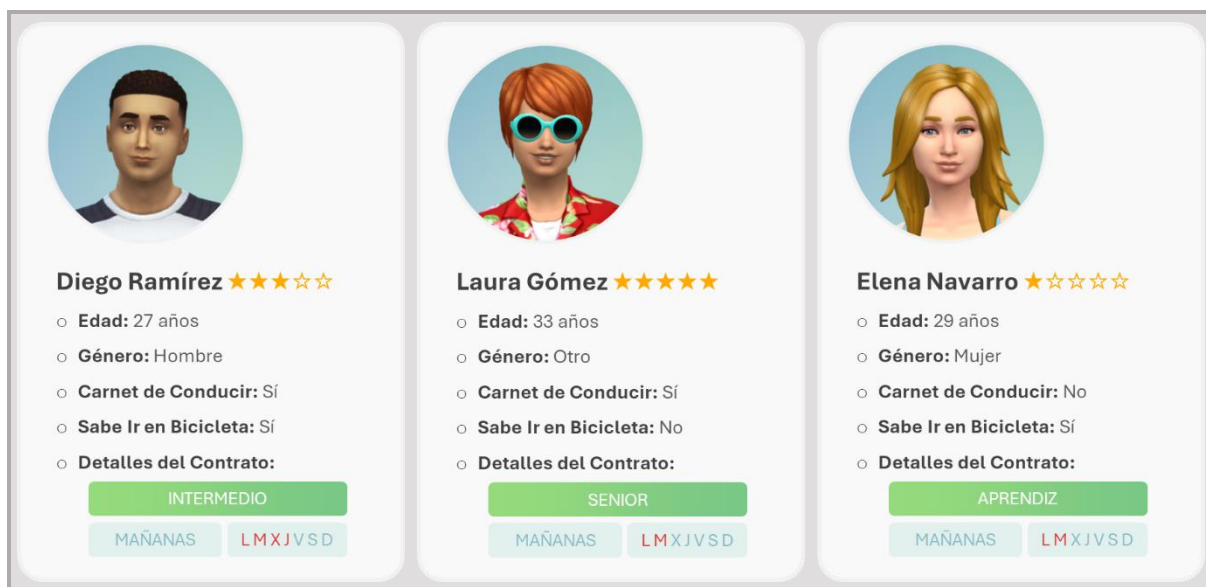 Diego Ramírez ★★★☆☆
○ Edad: 27 años
○ Género: Hombre
○ Carnet de Conducir: Sí
○ Sabe Ir en Bicicleta: Sí
○ Detalles del Contrato:
INTERMEDIO
MAÑANAS
L M X J V S D
Laura Gómez ★★★★★
○ Edad: 33 años
○ Género: Otro
○ Carnet de Conducir: Sí
○ Sabe Ir en Bicicleta: No
○ Detalles del Contrato:
SENIOR
MAÑANAS
L M X J V S D
Elena Navarro ★☆☆☆☆
○ Edad: 29 años
○ Género: Mujer
○ Carnet de Conducir: No
○ Sabe Ir en Bicicleta: Sí
○ Detalles del Contrato:
APRENDIZ
MAÑANAS
L M X J V S D